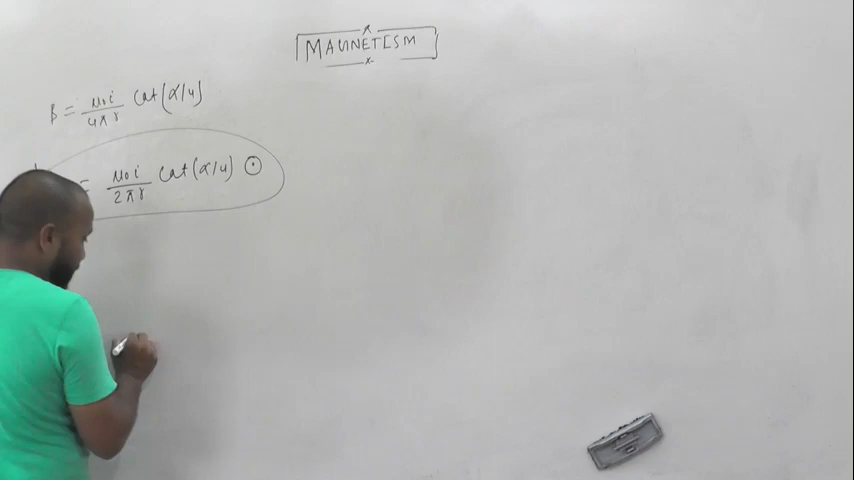 MAGNETISM
B = μ₀i/4πr Cot(α/4)
= μ₀i/2πr Cot(α/4) ⊙